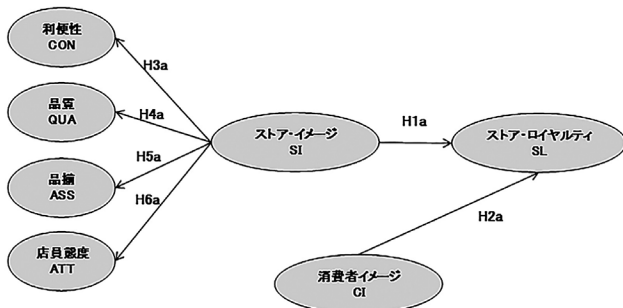 利便性
CON
品質
QUA
品揃
ASS
店員態度
ATT
H3a
H4a
H5a
H6a
ストア・イメージ
SI
H1a
ストア・ロイヤルティ
SL
H2a
消費者イメージ
CI